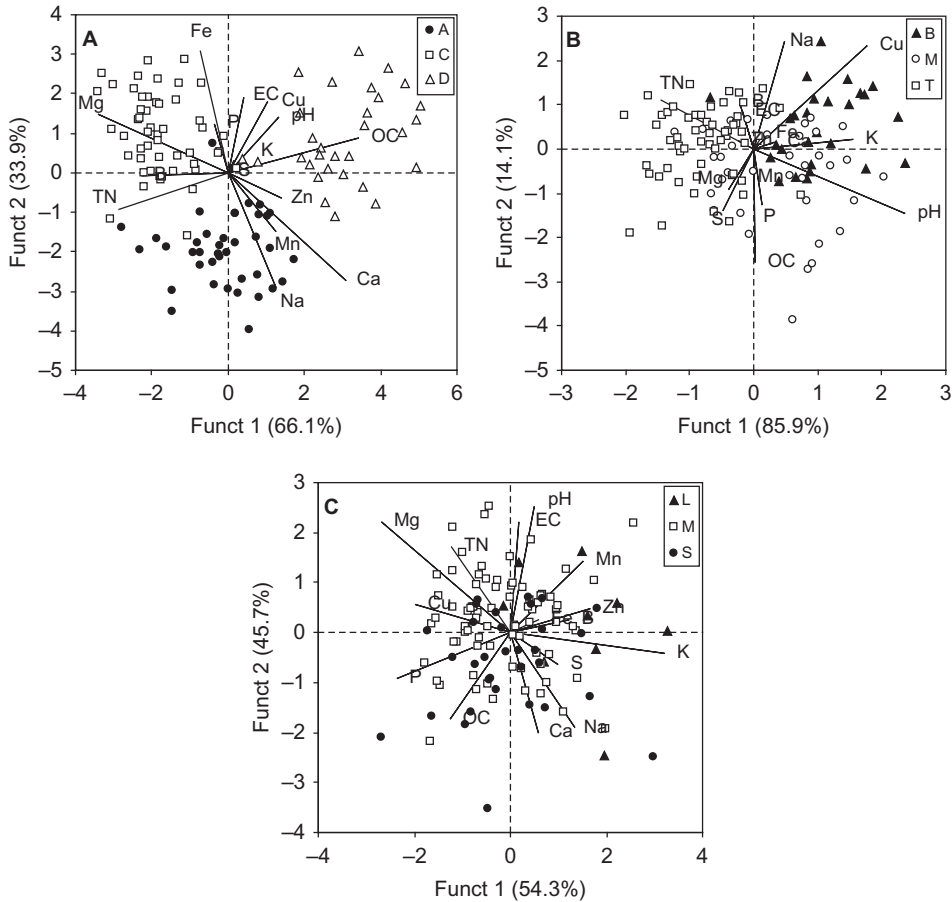 A
A
C
D
3
2
1
0
–1
–2
–3
–4
–5
4
–4
–2
0
2
4
6
Funct 1 (66.1%)
Funct 2 (33.9%)
Fe
Mg
P
EC
Cu
pH
OC
K
TN
Zn
Mn
Ca
Na
B
B
M
T
3
2
1
0
–1
–2
–3
–4
–5
–3
–2
–1
0
1
2
3
Funct 1 (85.9%)
Funct 2 (14.1%)
Na
Cu
TN
K
Mg
Mn
S
P
pH
OC
C
L
M
S
3
2
1
0
–1
–2
–3
–4
–4
–2
0
2
4
Funct 1 (54.3%)
Funct 2 (45.7%)
Mg
pH
EC
TN
Mn
Cu
Zn
B
K
S
P
OC
Ca
Na